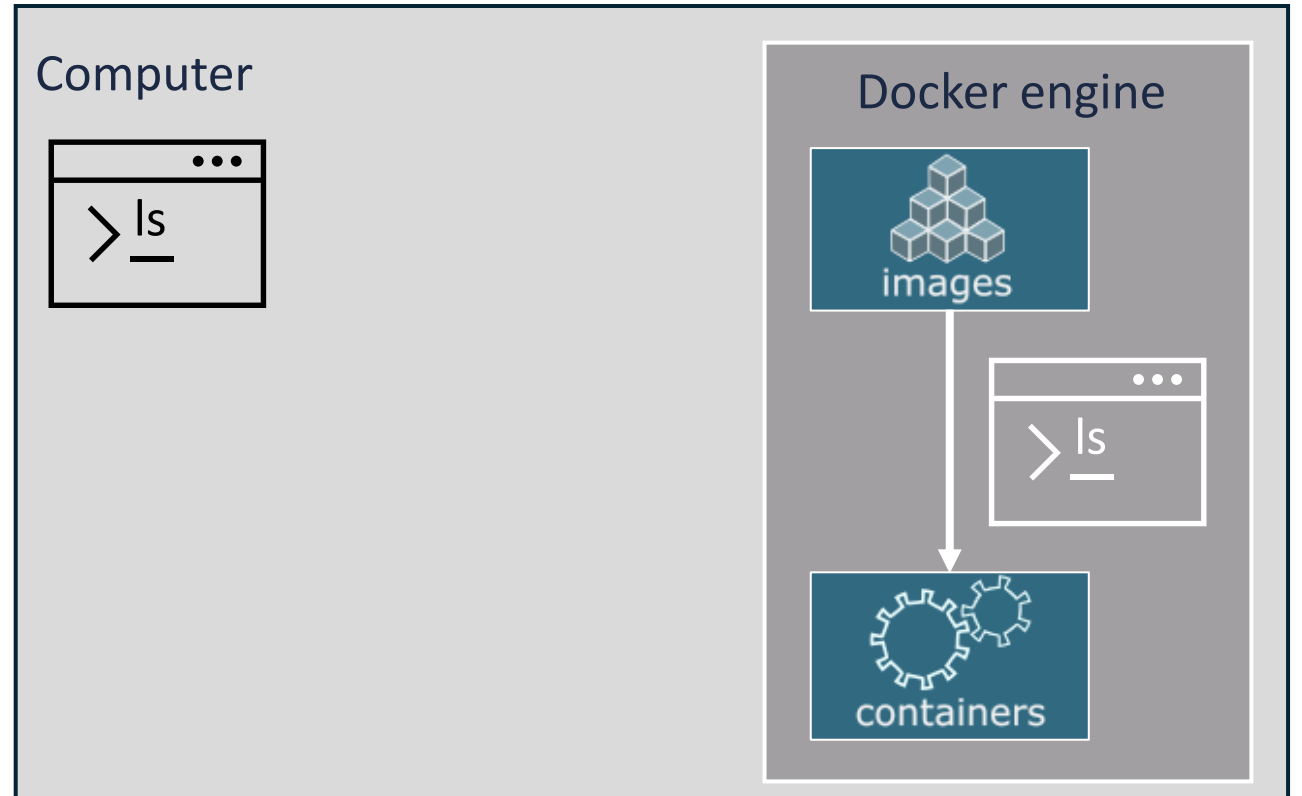 Computer
ls
Docker engine
images
ls
containers